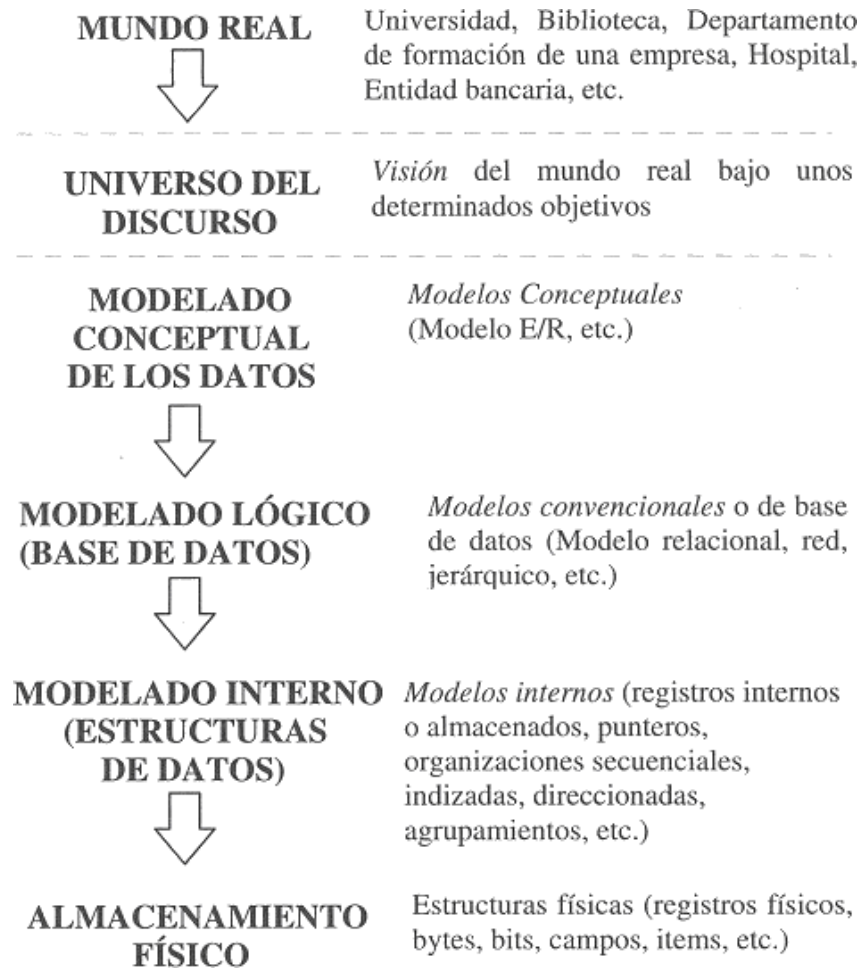 MUNDO REAL
Universidad, Biblioteca, Departamento
de formación de una empresa, Hospital,
Entidad bancaria, etc.
UNIVERSO DEL
DISCURSO
Visión del mundo real bajo unos
determinados objetivos
MODELADO
CONCEPTUAL
DE LOS DATOS
Modelos Conceptuales
(Modelo E/R, etc.)
MODELADO LÓGICO
(BASE DE DATOS)
Modelos convencionales o de base
de datos (Modelo relacional, red,
jerárquico, etc.)
MODELADO INTERNO
(ESTRUCTURAS
DE DATOS)
Modelos internos (registros internos
o almacenados, punteros,
organizaciones secuenciales,
indizadas, direccionadas,
agrupamientos, etc.)
ALMACENAMIENTO
FÍSICO
Estructuras físicas (registros físicos,
bytes, bits, campos, items, etc.)